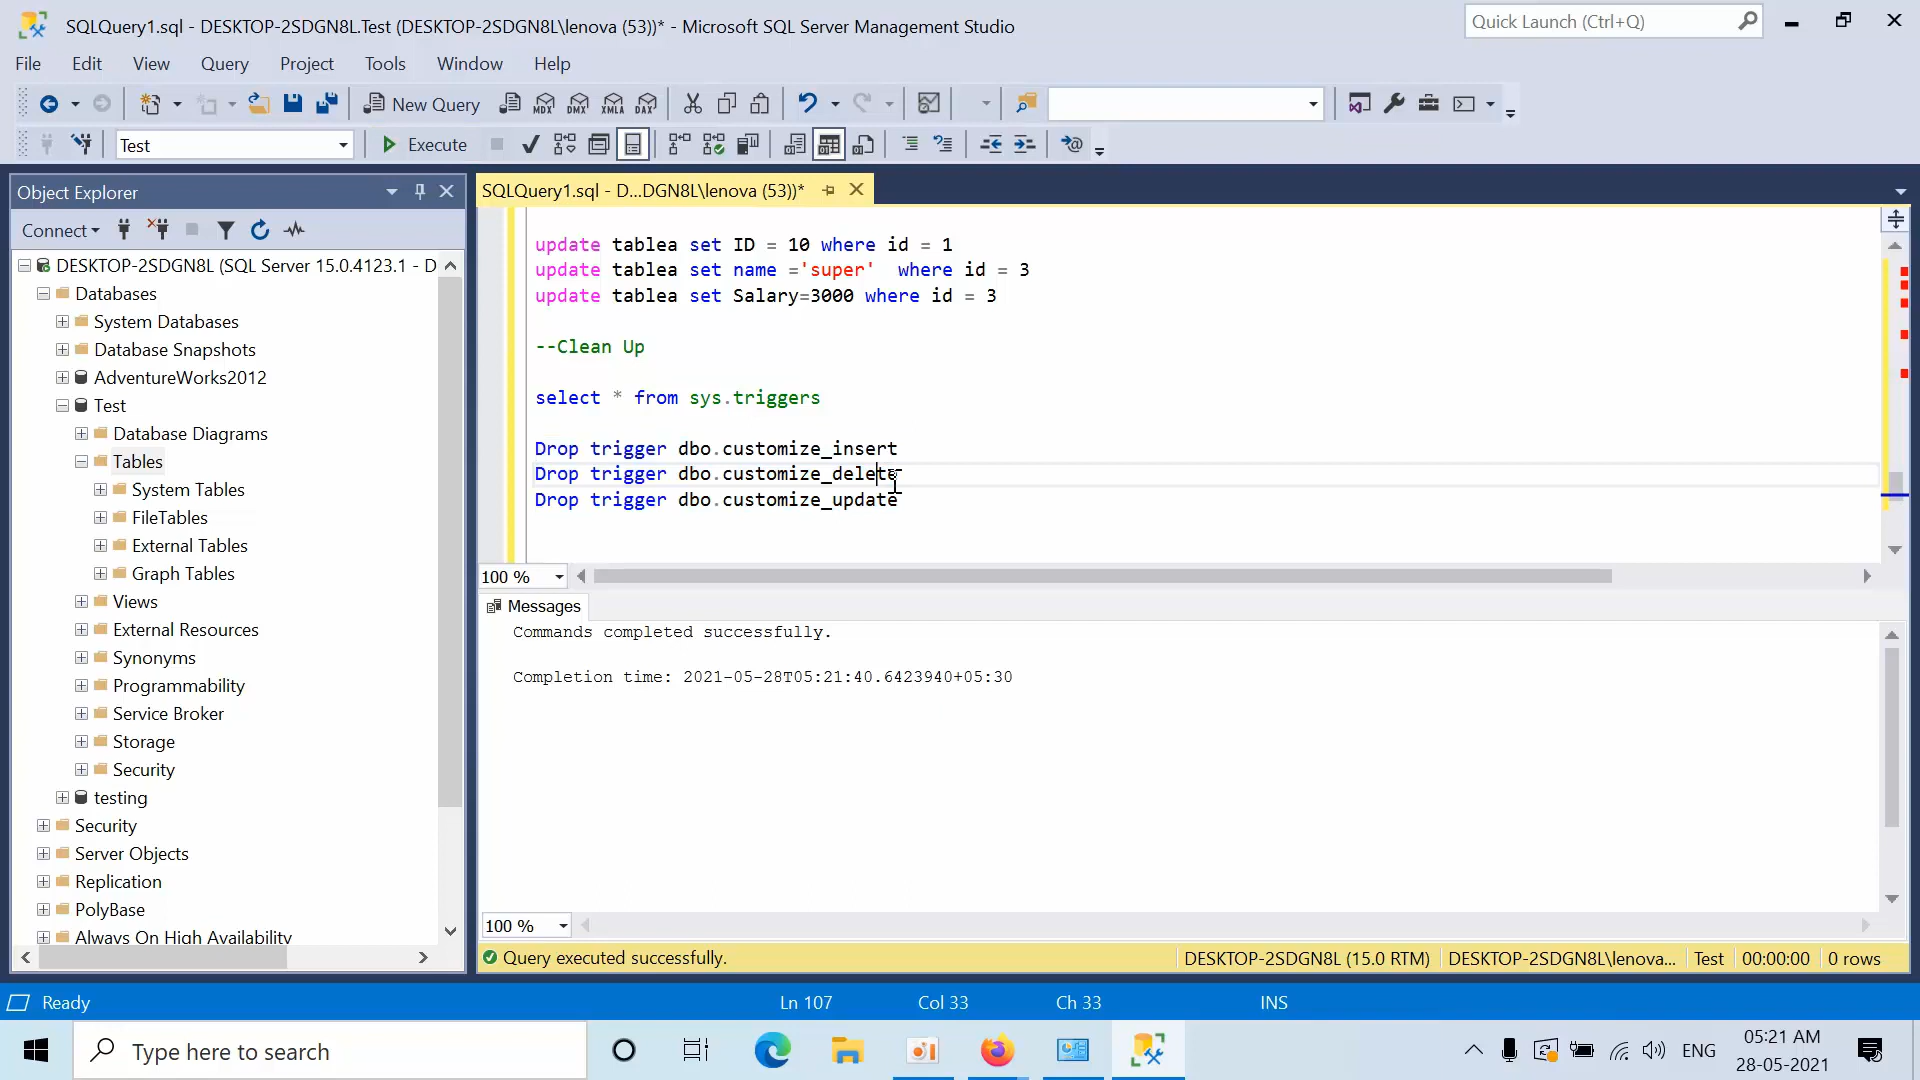 SQLQuery1.sql - DESKTOP-2SDGN8L.Test (DESKTOP-2SDGN8L\lenova (53))* - Microsoft SQL Server Management Studio
Quick Launch (Ctrl+Q)
File Edit View Query Project Tools Window Help
New Query MDX DMX XMLA DAX
Test Execute
Object Explorer
SQLQuery1.sql - D...DGN8L\lenova (53))*
Connect
DESKTOP-2SDGN8L (SQL Server 15.0.4123.1 - D
Databases
System Databases
Database Snapshots
AdventureWorks2012
Test
Database Diagrams
Tables
System Tables
FileTables
External Tables
Graph Tables
Views
External Resources
Synonyms
Programmability
Service Broker
Storage
Security
testing
Security
Server Objects
Replication
PolyBase
Always On High Availability
update tablea set ID = 10 where id = 1
update tablea set name ='super'  where id = 3
update tablea set Salary=3000 where id = 3
--Clean Up
select * from sys.triggers
Drop trigger dbo.customize_insert
Drop trigger dbo.customize_delete
Drop trigger dbo.customize_update
100 %
Messages
Commands completed successfully.
Completion time: 2021-05-28T05:21:40.6423940+05:30
100 %
Query executed successfully. DESKTOP-2SDGN8L (15.0 RTM) DESKTOP-2SDGN8L\lenova... Test 00:00:00 0 rows
Ready Ln 107 Col 33 Ch 33 INS
Type here to search
ENG
05:21 AM
28-05-2021